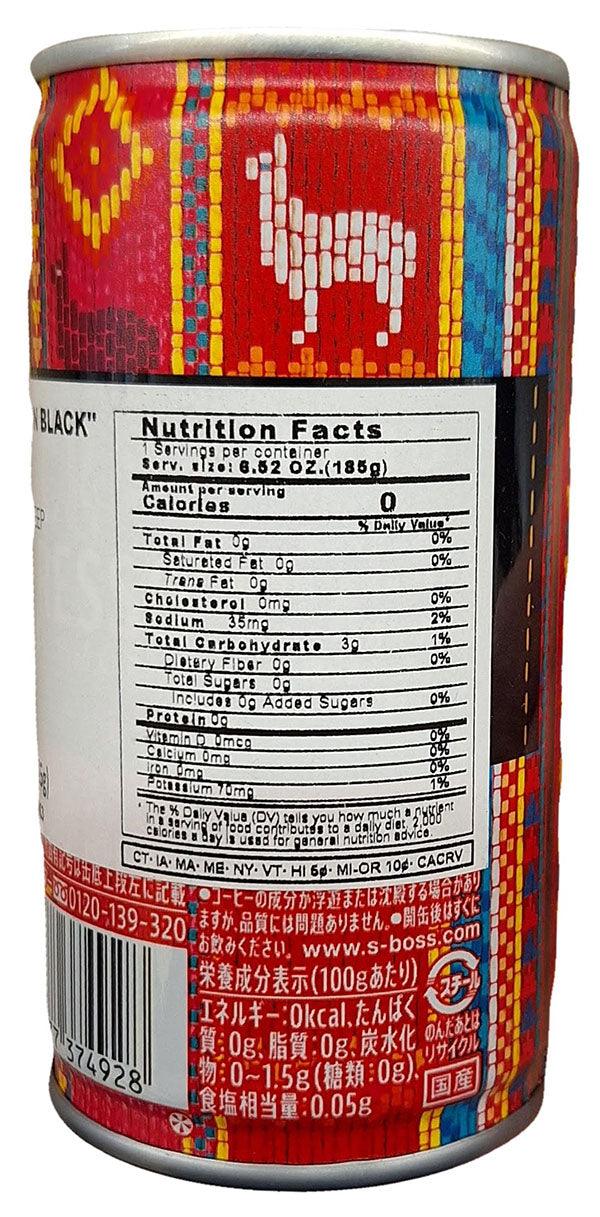 BLACK"
Nutrition Facts
1 Servings per container
Serv. size: 6.52 OZ.(185g)
Amount per serving
Calories 0
% Daily Value*
Total Fat 0g 0%
Saturated Fat 0g 0%
Trans Fat 0g
Cholesterol 0mg 0%
Sodium 35mg 2%
Total Carbohydrate 3g 1%
Dietary Fiber 0g 0%
Total Sugars 0g
Includes 0g Added Sugars 0%
Protein 0g
Vitamin D 0mcg 0%
Calcium 0mg 0%
Iron 0mg 0%
Potassium 70mg 1%
* The % Daily Value (DV) tells you how much a nutrient
in a serving of food contributes to a daily diet. 2,000
calories a day is used for general nutrition advice.
CT· IA· MA· ME· NY· VT· HI 5¢· MI-OR 10¢· CACRV
は缶底上段左に記載
0120-139-320
●コーヒーの成分が浮遊または沈殿する場合があり
ますが、品質には問題ありません。●開缶後はすぐに
お飲みください。 www.s-boss.com
栄養成分表示(100gあたり)
エネルギー:0kcal、たんぱく
質:0g、脂質:0g、炭水化
物:0~1.5g(糖類:0g)、
食塩相当量:0.05g
スチール
のんだあとは
リサイクル
国産
374928